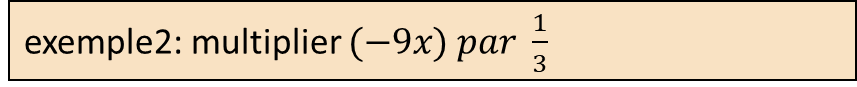 exemple2: multiplier (−9x) par 1/3